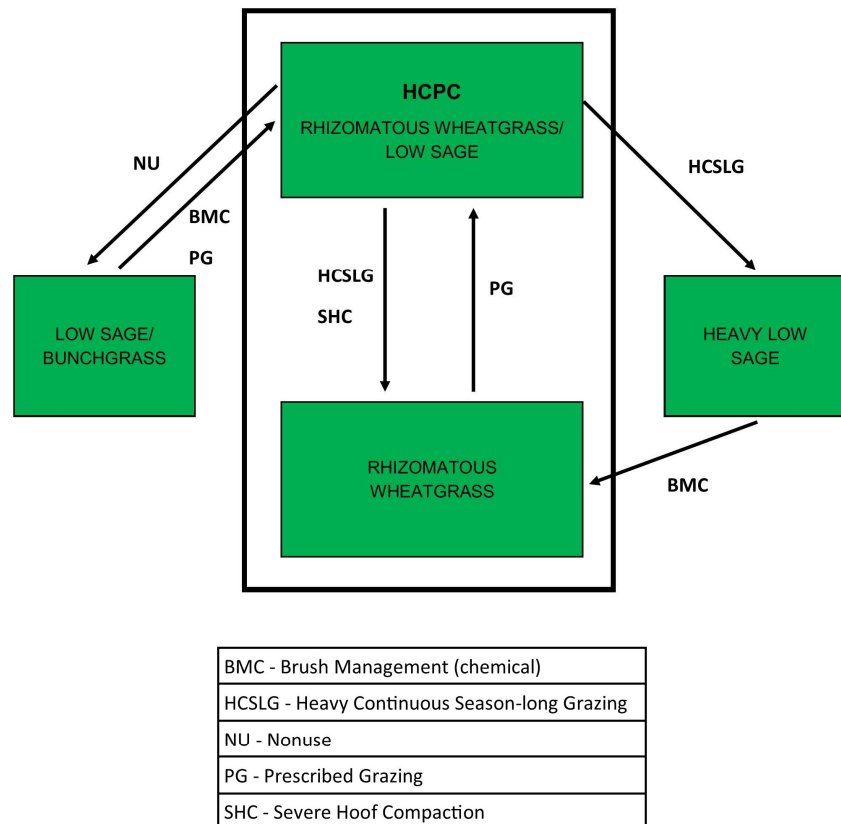 HCPC
RHIZOMATOUS WHEATGRASS/
LOW SAGE
NU
BMC
PG
HCSLG
SHC
PG
HCSLG
LOW SAGE/
BUNCHGRASS
HEAVY LOW
SAGE
RHIZOMATOUS
WHEATGRASS
BMC
BMC - Brush Management (chemical)
HCSLG - Heavy Continuous Season-long Grazing
NU - Nonuse
PG - Prescribed Grazing
SHC - Severe Hoof Compaction